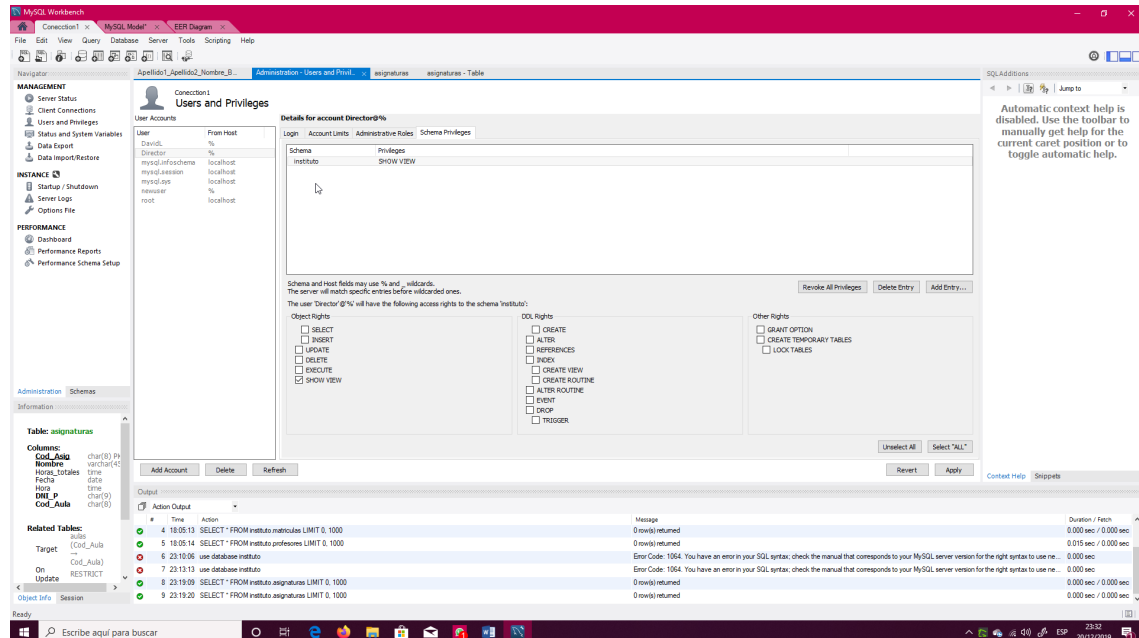 MySQL Workbench
Conecction1 × MySQL Model* × EER Diagram ×
File Edit View Query Database Server Tools Scripting Help
Navigator
MANAGEMENT
Server Status
Client Connections
Users and Privileges
Status and System Variables
Data Export
Data Import/Restore
INSTANCE
Startup / Shutdown
Server Logs
Options File
PERFORMANCE
Dashboard
Performance Reports
Performance Schema Setup
Administration Schemas
Information
Table: asignaturas
Columns:
Cod_Asig char(8) PK
Nombre varchar(45
Horas_totales time
Fecha date
Hora time
DNI_P char(9)
Cod_Aula char(8)
Related Tables:
Target aulas (Cod_Aula → Cod_Aula)
On Update RESTRICT
Object Info Session
Apellido1_Apellido2_Nombre_B... Administration - Users and Privil... × asignaturas asignaturas - Table
Conecction1
Users and Privileges
User Accounts
User From Host
DavidL %
Director %
mysql.infoschema localhost
mysql.session localhost
mysql.sys localhost
newuser %
root localhost
Add Account Delete Refresh
Details for account Director@%
Login Account Limits Administrative Roles Schema Privileges
Schema Privileges
instituto SHOW VIEW
Schema and Host fields may use % and _ wildcards.
The server will match specific entries before wildcarded ones.
Revoke All Privileges Delete Entry Add Entry...
The user 'Director'@'%' will have the following access rights to the schema 'instituto':
Object Rights
SELECT
INSERT
UPDATE
DELETE
EXECUTE
SHOW VIEW
DDL Rights
CREATE
ALTER
REFERENCES
INDEX
CREATE VIEW
CREATE ROUTINE
ALTER ROUTINE
EVENT
DROP
TRIGGER
Other Rights
GRANT OPTION
CREATE TEMPORARY TABLES
LOCK TABLES
Unselect All Select "ALL"
Revert Apply
SQLAdditions
Jump to
Automatic context help is
disabled. Use the toolbar to
manually get help for the
current caret position or to
toggle automatic help.
Context Help Snippets
Output
Action Output
# Time Action Message Duration / Fetch
4 18:05:13 SELECT * FROM instituto.matriculas LIMIT 0, 1000 0 row(s) returned 0.000 sec / 0.000 sec
5 18:05:14 SELECT * FROM instituto.profesores LIMIT 0, 1000 0 row(s) returned 0.015 sec / 0.000 sec
6 23:10:06 use database instituto Error Code: 1064. You have an error in your SQL syntax; check the manual that corresponds to your MySQL server version for the right syntax to use ne... 0.000 sec
7 23:13:13 use database instituto Error Code: 1064. You have an error in your SQL syntax; check the manual that corresponds to your MySQL server version for the right syntax to use ne... 0.000 sec
8 23:19:09 SELECT * FROM instituto.asignaturas LIMIT 0, 1000 0 row(s) returned 0.000 sec / 0.000 sec
9 23:19:20 SELECT * FROM instituto.asignaturas LIMIT 0, 1000 0 row(s) returned 0.000 sec / 0.000 sec
Ready
Escribe aquí para buscar
ESP
23:32
20/12/2019